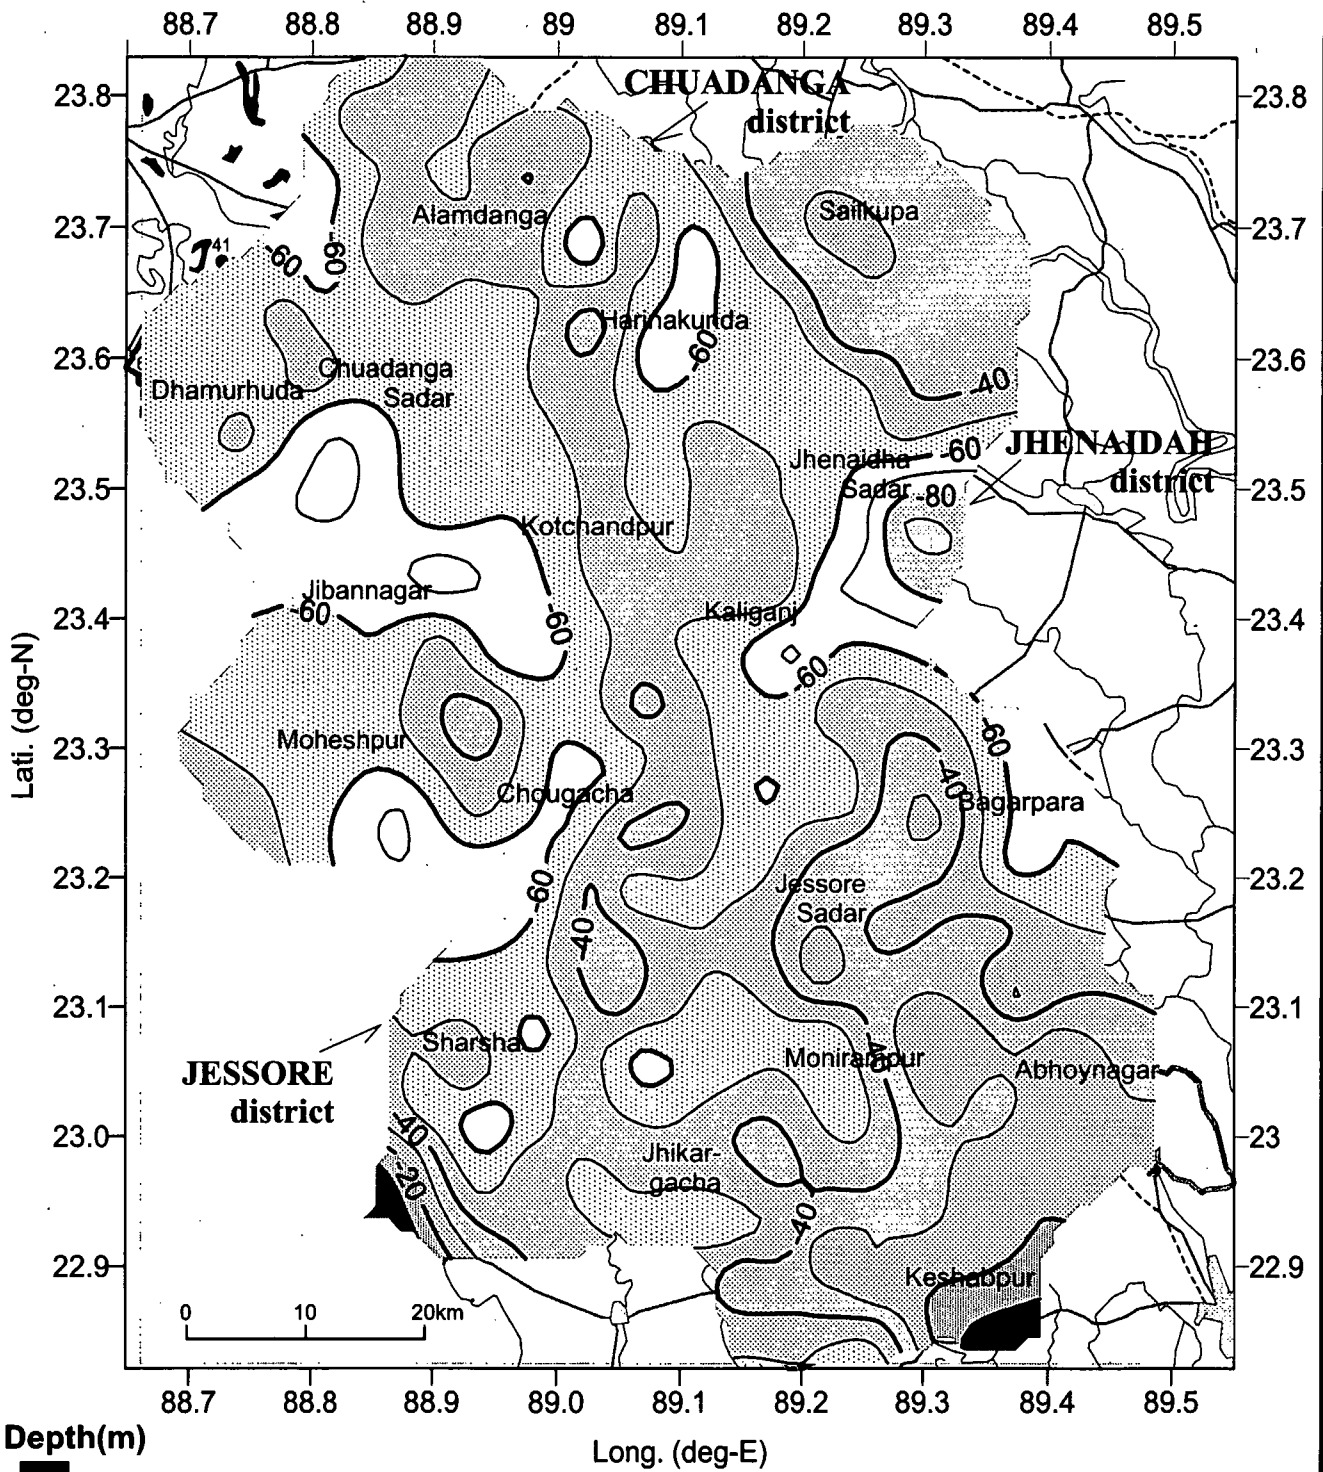 88.7 88.8 88.9 89 89.1 89.2 89.3 89.4 89.5
CHUADANGA
district
23.8 23.8
Alamdanga
Sailkupa
23.7 23.7
41
-60
-60
Harinakunda
-60
23.6 23.6
Chuadanga
Sadar
Dhamurhuda
-40
JHENAIDAH
district
-60
Jhenaidha
Sadar
-80
23.5 23.5
Kotchandpur
Jibannagar
-60
-60
Kaliganj
23.4 23.4
-60
-60
Moheshpur
23.3 23.3
Chougacha
-40
Bagarpara
-60
Jessore
Sadar
23.2 23.2
-40
23.1 23.1
Sharsha
Monirampur
-40
Abhoynagar
JESSORE
district
-40
23.0 23
Jhikar-
gacha
-20
-40
22.9 22.9
Keshabpur
0 10 20km
88.7 88.8 88.9 89.0 89.1 89.2 89.3 89.4 89.5
Lati. (deg-N)
Long. (deg-E)
Depth(m)